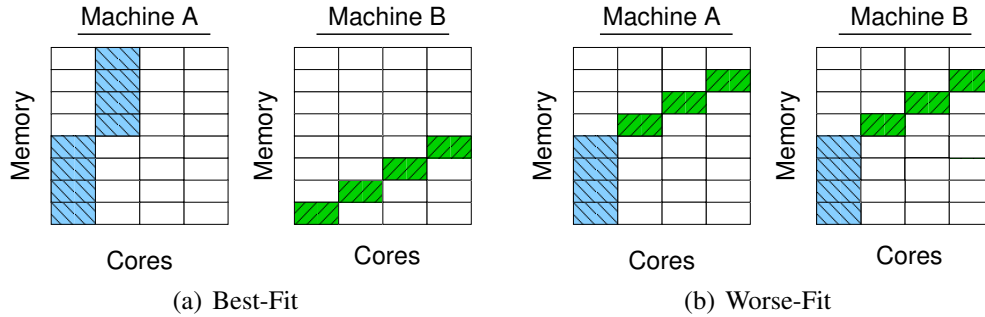 Machine A
Machine B
Memory
Memory
Cores
Cores
(a) Best-Fit
Machine A
Machine B
Memory
Memory
Cores
Cores
(b) Worse-Fit